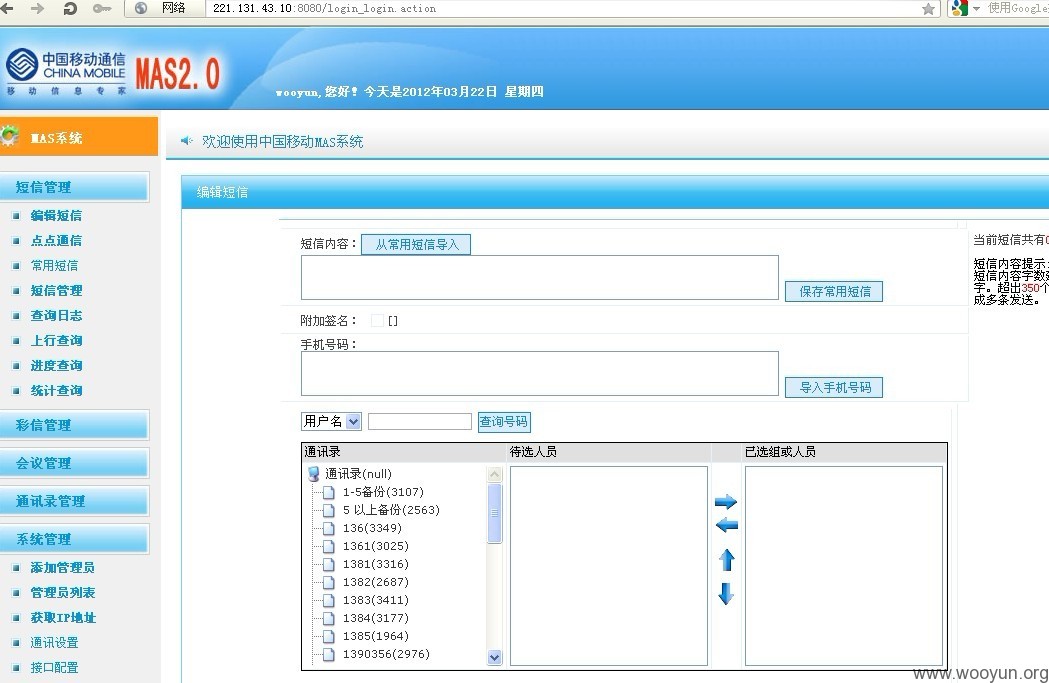 网络
221.131.43.10:8080/login_login.action
使用Google
中国移动通信
CHINA MOBILE
移 动 信 息 专 家
MAS2.0
wooyun,您好! 今天是2012年03月22日 星期四
MAS系统
欢迎使用中国移动MAS系统
短信管理
编辑短信
点点通信
常用短信
短信管理
查询日志
上行查询
进度查询
统计查询
彩信管理
会议管理
通讯录管理
系统管理
添加管理员
管理员列表
获取IP地址
通讯设置
接口配置
编辑短信
短信内容:
从常用短信导入
保存常用短信
附加签名:
[]
手机号码:
导入手机号码
用户名
查询号码
通讯录
待选人员
已选组或人员
通讯录(null)
1-5备份(3107)
5 以上备份(2563)
136(3349)
1361(3025)
1381(3316)
1382(2687)
1383(3411)
1384(3177)
1385(1964)
1390356(2976)
当前短信共有0
短信内容提示:
短信内容字数
字。超出350个
成多条发送。
www.wooyun.org